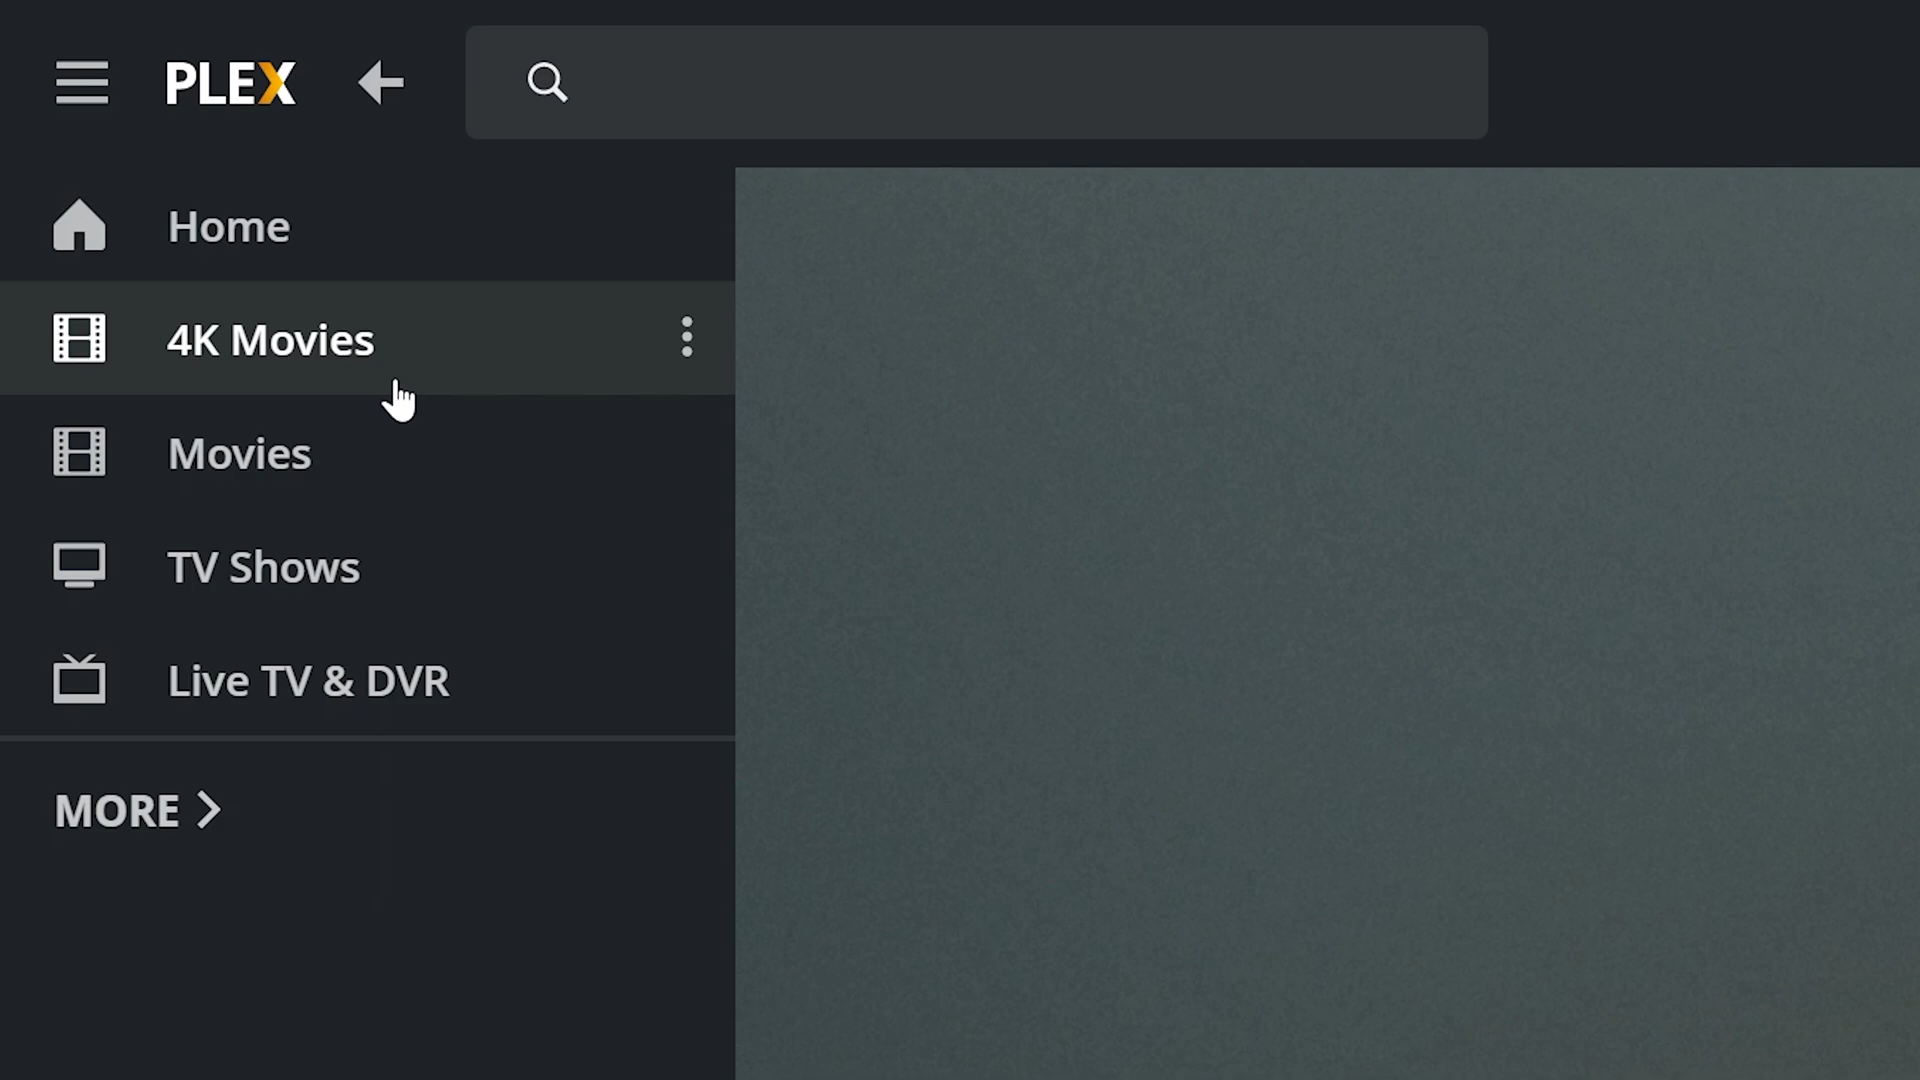 PLEX
Home
4K Movies
Movies
TV Shows
Live TV & DVR
MORE